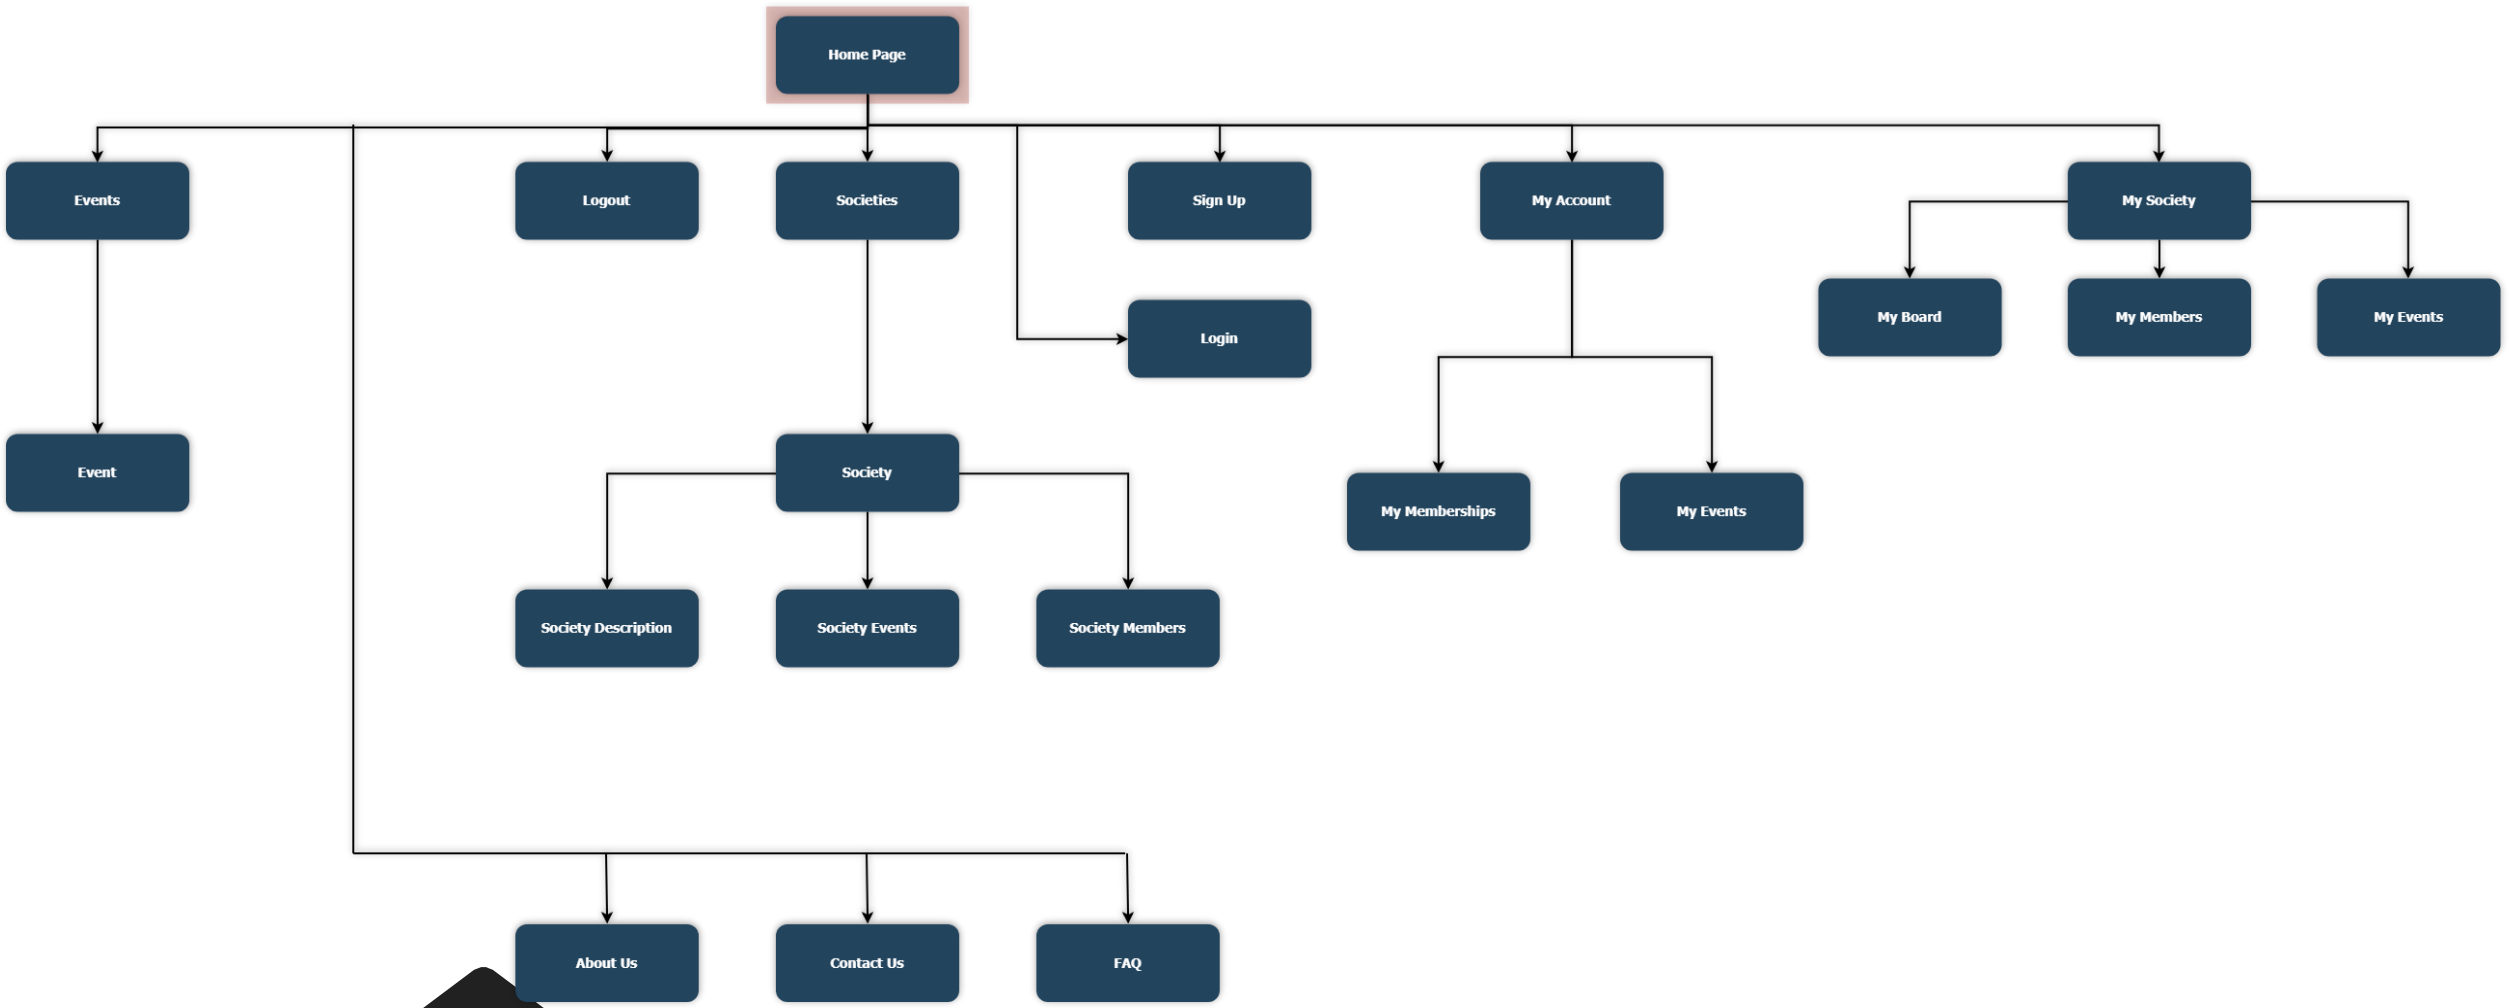 Home Page
Events
Logout
Societies
Sign Up
My Account
My Society
My Board
My Members
My Events
Login
Event
Society
My Memberships
My Events
Society Description
Society Events
Society Members
About Us
Contact Us
FAQ